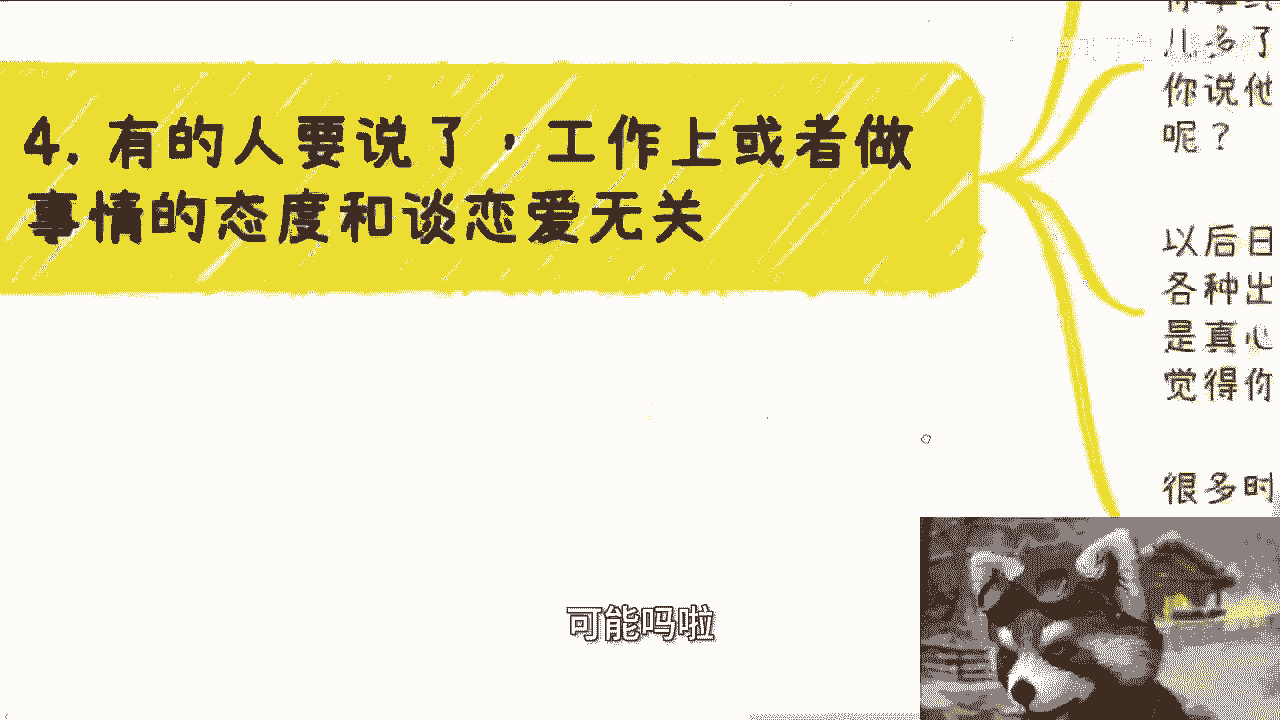 4. 有的人要说了，工作上或者做
事情的态度和谈恋爱无关
儿多了
你说他
呢？
以后日
各种出
是真心
觉得你
很多时
可能吗啦